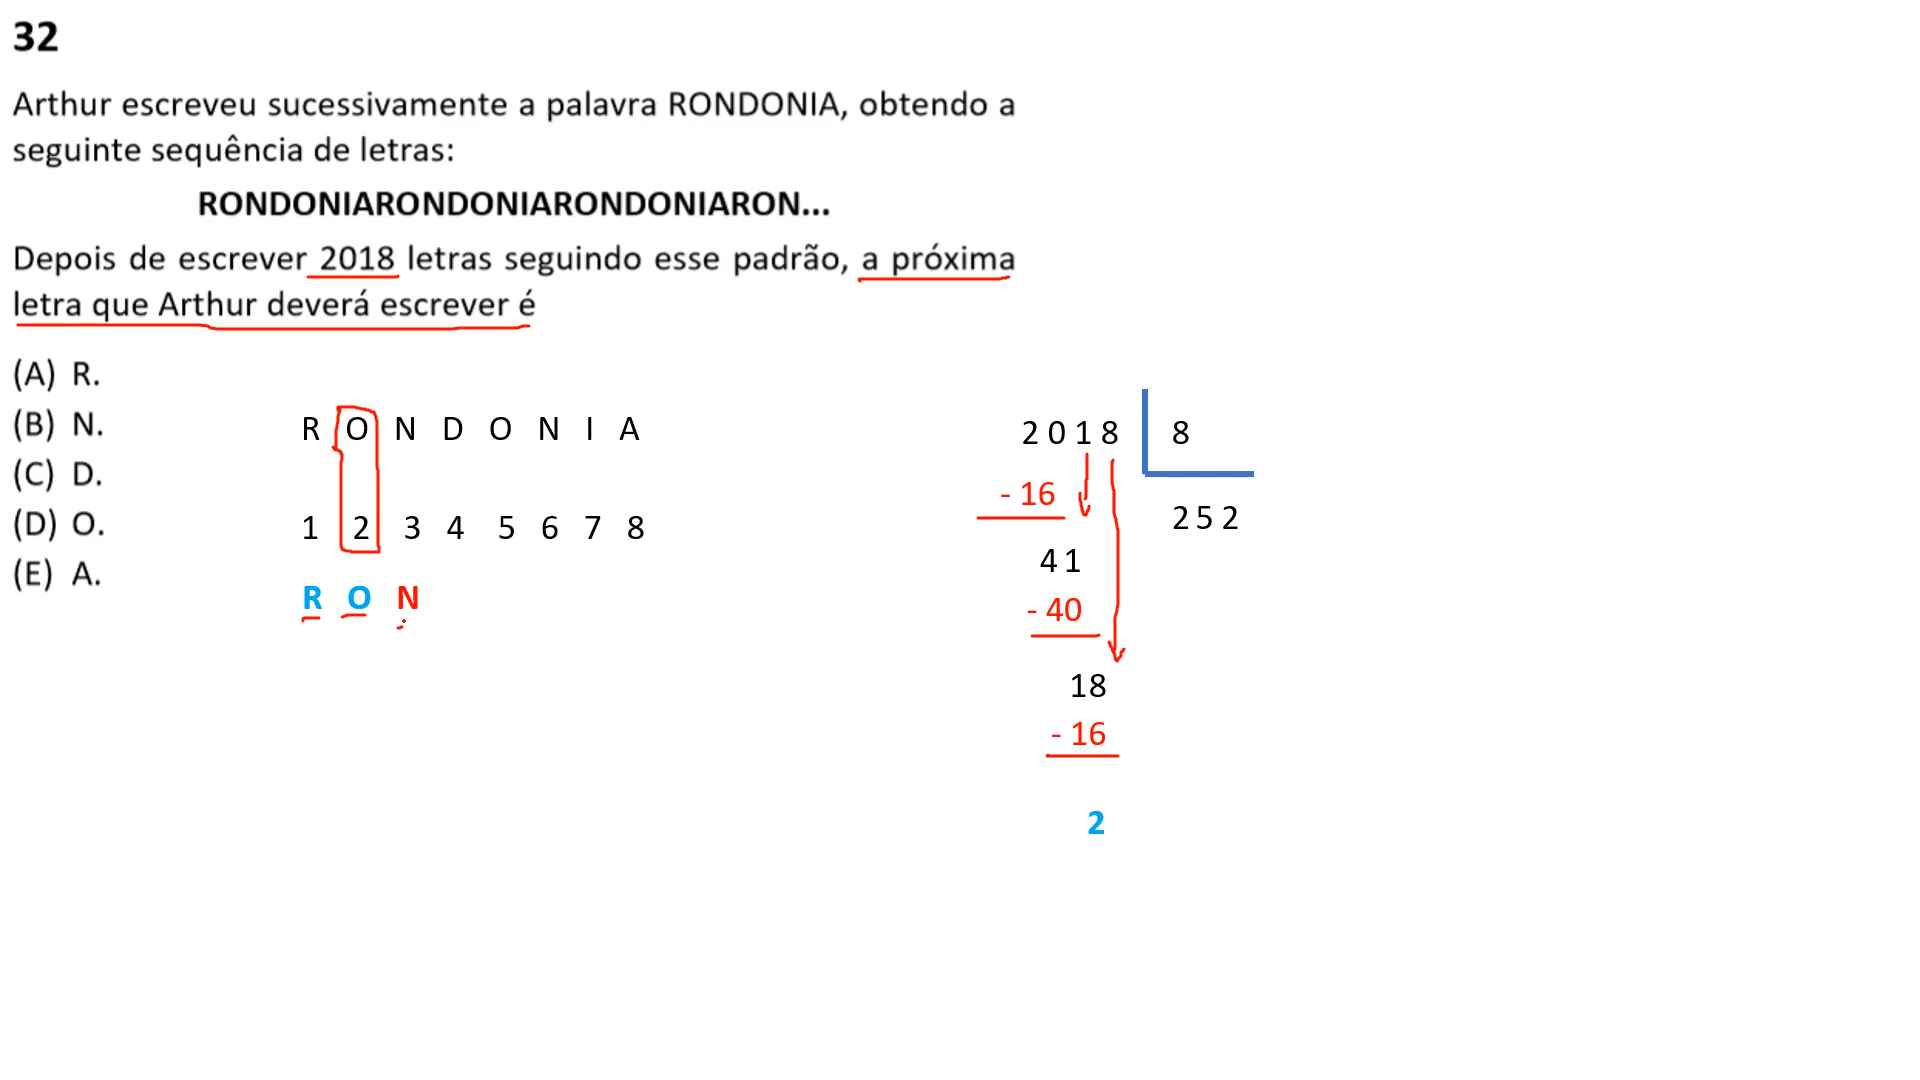 32
Arthur escreveu sucessivamente a palavra RONDONIA, obtendo a
seguinte sequência de letras:
RONDONIARONDONIARONDONIARON...
Depois de escrever 2018 letras seguindo esse padrão, a próxima
letra que Arthur deverá escrever é
(A) R.
(B) N.
(C) D.
(D) O.
(E) A.
R O N D O N I A
1 2 3 4 5 6 7 8
R O N
2018 8
- 16
252
41
- 40
18
- 16
2